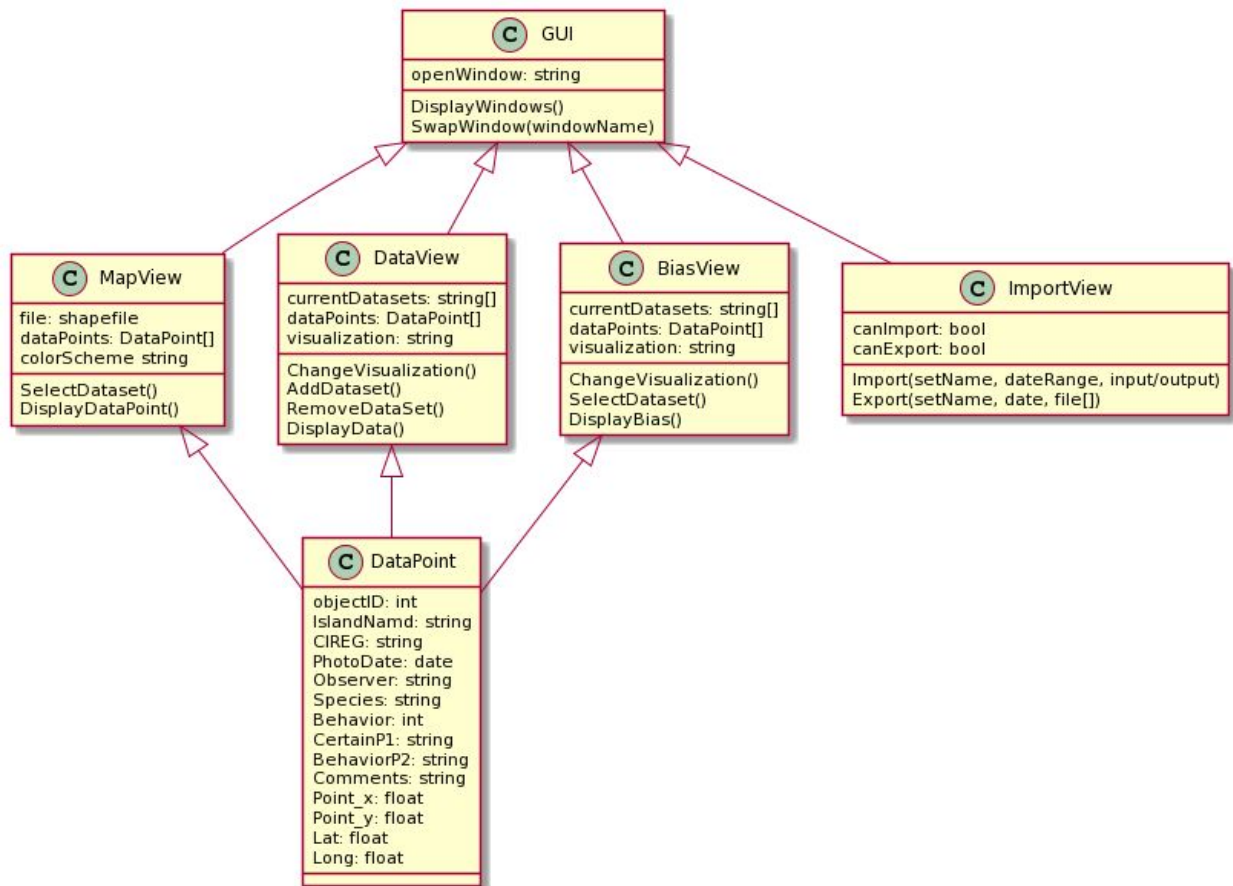 C GUI
openWindow: string
DisplayWindows()
SwapWindow(windowName)
C MapView
file: shapefile
dataPoints: DataPoint[]
colorScheme string
SelectDataset()
DisplayDataPoint()
C DataView
currentDatasets: string[]
dataPoints: DataPoint[]
visualization: string
ChangeVisualization()
AddDataset()
RemoveDataSet()
DisplayData()
C BiasView
currentDatasets: string[]
dataPoints: DataPoint[]
visualization: string
ChangeVisualization()
SelectDataset()
DisplayBias()
C ImportView
canImport: bool
canExport: bool
Import(setName, dateRange, input/output)
Export(setName, date, file[])
C DataPoint
objectID: int
IslandNamd: string
CIREG: string
PhotoDate: date
Observer: string
Species: string
Behavior: int
CertainP1: string
BehaviorP2: string
Comments: string
Point_x: float
Point_y: float
Lat: float
Long: float